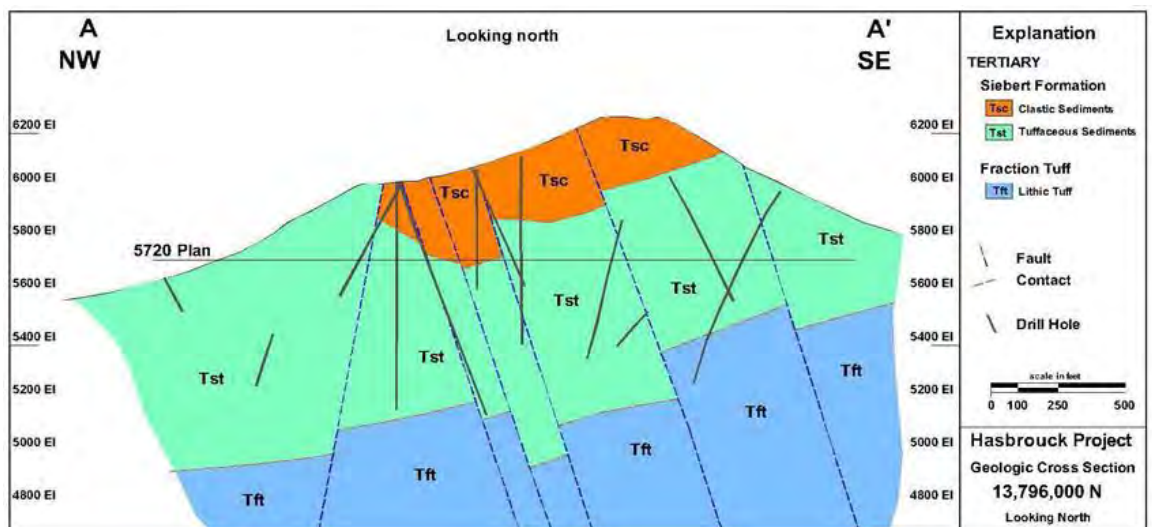 A
NW
Looking north
A'
SE
6200 El
6000 El
5800 El
5600 El
5400 El
5200 El
5000 El
4800 El
6200 El
6000 El
5800 El
5600 El
5400 El
5200 El
5000 El
4800 El
5720 Plan
Tsc
Tsc
Tsc
Tst
Tst
Tst
Tst
Tst
Tft
Tft
Tft
Tft
Tft
Explanation
TERTIARY
Siebert Formation
Tsc Clastic Sediments
Tst Tuffaceous Sediments
Fraction Tuff
Tft Lithic Tuff
Fault
Contact
Drill Hole
scale in feet
0 100 250 500
Hasbrouck Project
Geologic Cross Section
13,796,000 N
Looking North